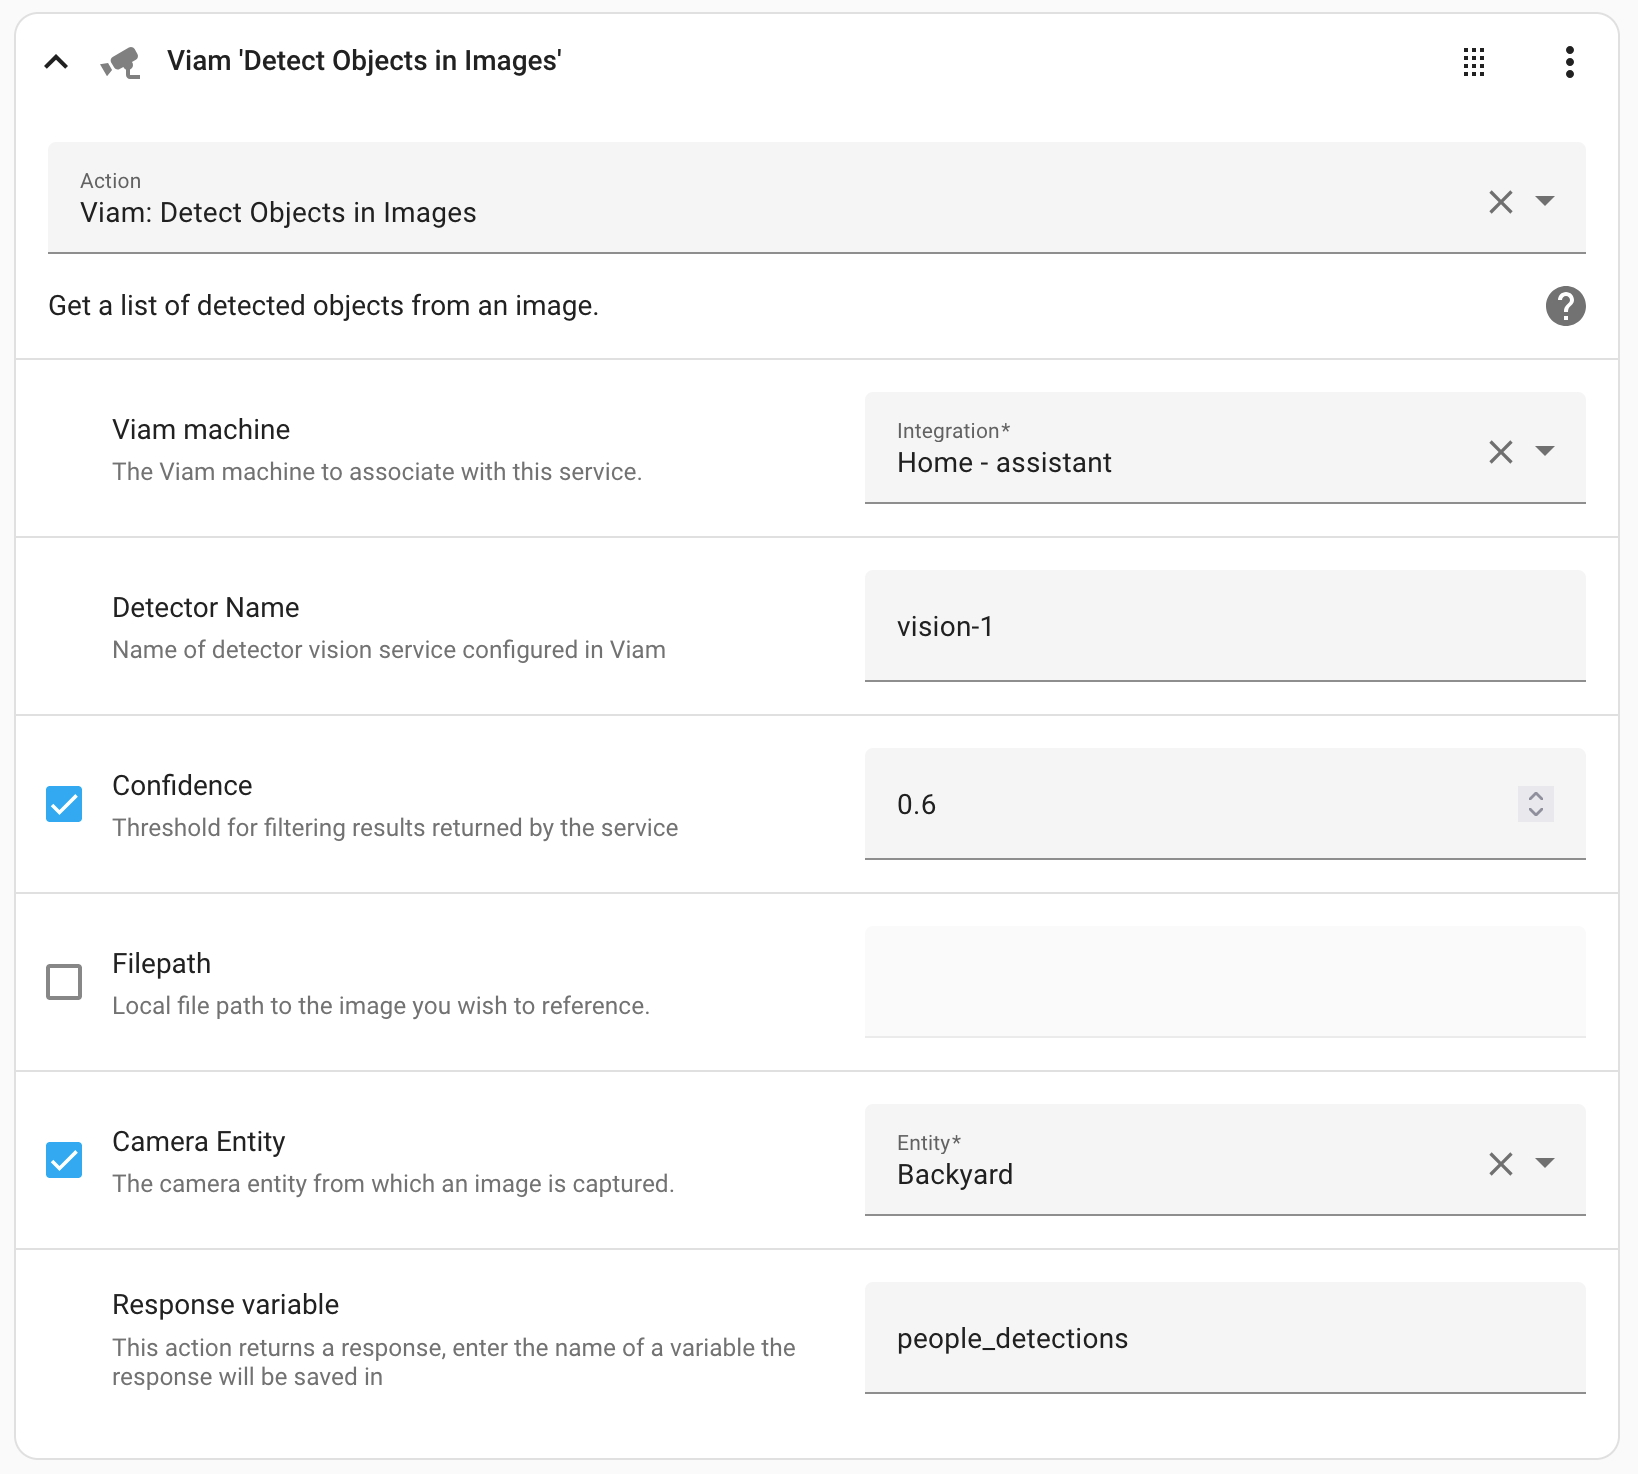 Viam 'Detect Objects in Images'
Action
Viam: Detect Objects in Images
Get a list of detected objects from an image.
Viam machine
The Viam machine to associate with this service.
Integration*
Home - assistant
Detector Name
Name of detector vision service configured in Viam
vision-1
Confidence
Threshold for filtering results returned by the service
0.6
Filepath
Local file path to the image you wish to reference.
Camera Entity
The camera entity from which an image is captured.
Entity*
Backyard
Response variable
This action returns a response, enter the name of a variable the
response will be saved in
people_detections